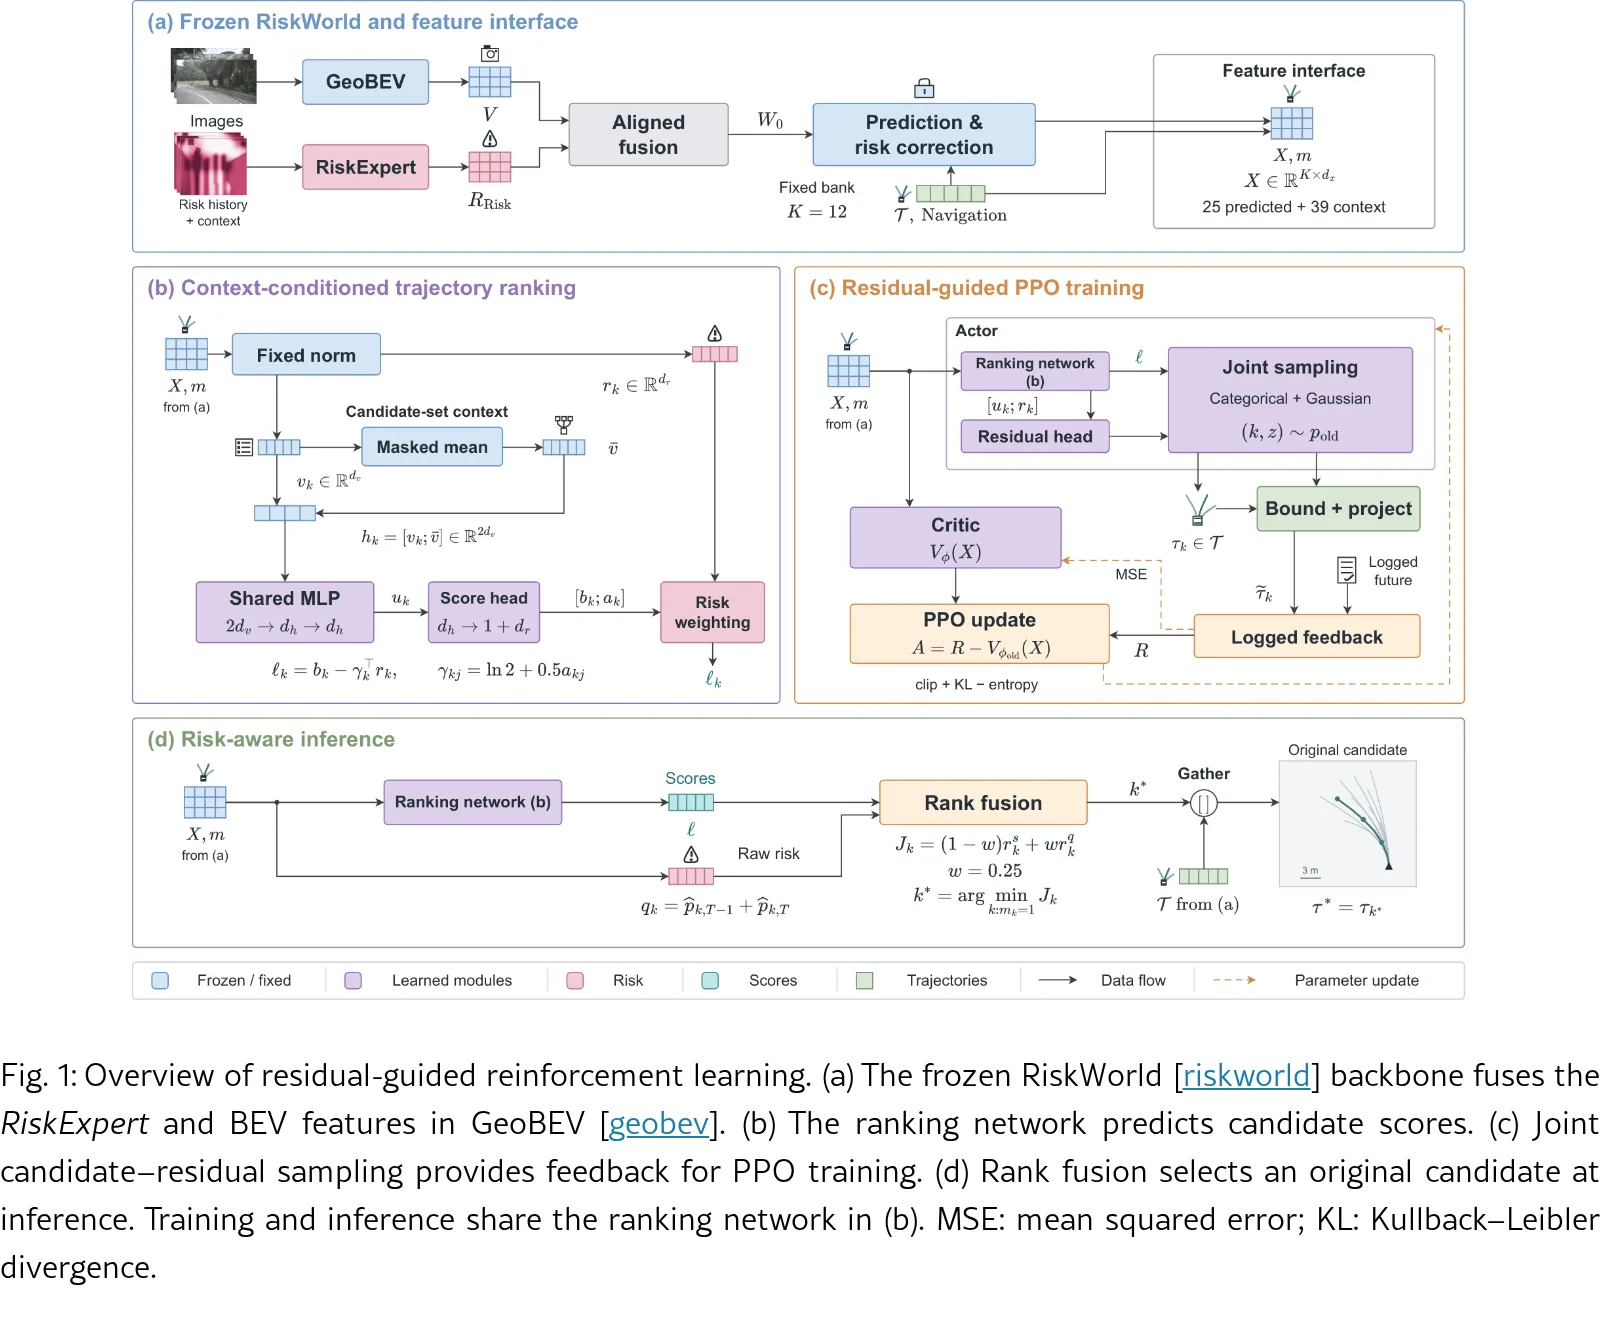 (a) Frozen RiskWorld and feature interface
Images
GeoBEV
V
Risk history
+ context
RiskExpert
R_Risk
Aligned
fusion
W₀
Prediction &
risk correction
Fixed bank
K = 12
𝒯, Navigation
Feature interface
X, m
X ∈ ℝ^{K×d_x}
25 predicted + 39 context
(b) Context-conditioned trajectory ranking
X, m
from (a)
Fixed norm
r_k ∈ ℝ^{d_r}
Candidate-set context
Masked mean
v̄
v_k ∈ ℝ^{d_v}
h_k = [v_k; v̄] ∈ ℝ^{2d_v}
Shared MLP
2d_v → d_h → d_h
u_k
Score head
d_h → 1 + d_r
[b_k; a_k]
Risk
weighting
ℓ_k = b_k − γ_k^⊤ r_k,
γ_{kj} = ln 2 + 0.5a_{kj}
ℓ_k
(c) Residual-guided PPO training
X, m
from (a)
Actor
Ranking network
(b)
ℓ
[u_k; r_k]
Residual head
Joint sampling
Categorical + Gaussian
(k, z) ∼ p_old
Critic
V_ϕ(X)
τ_k ∈ 𝒯
Bound + project
MSE
τ̃_k
Logged
future
PPO update
A = R − V_{ϕ_old}(X)
R
Logged feedback
clip + KL − entropy
(d) Risk-aware inference
X, m
from (a)
Ranking network (b)
Scores
ℓ
Raw risk
q_k = p̂_{k,T−1} + p̂_{k,T}
Rank fusion
J_k = (1 − w)r_k^s + wr_k^q
w = 0.25
k* = arg min_{k:m_k=1} J_k
k*
Gather
[ ]
𝒯 from (a)
Original candidate
3 m
τ* = τ_{k*}
Frozen / fixed
Learned modules
Risk
Scores
Trajectories
Data flow
Parameter update
Fig. 1: Overview of residual-guided reinforcement learning. (a) The frozen RiskWorld [riskworld] backbone fuses the
RiskExpert and BEV features in GeoBEV [geobev]. (b) The ranking network predicts candidate scores. (c) Joint
candidate–residual sampling provides feedback for PPO training. (d) Rank fusion selects an original candidate at
inference. Training and inference share the ranking network in (b). MSE: mean squared error; KL: Kullback–Leibler
divergence.